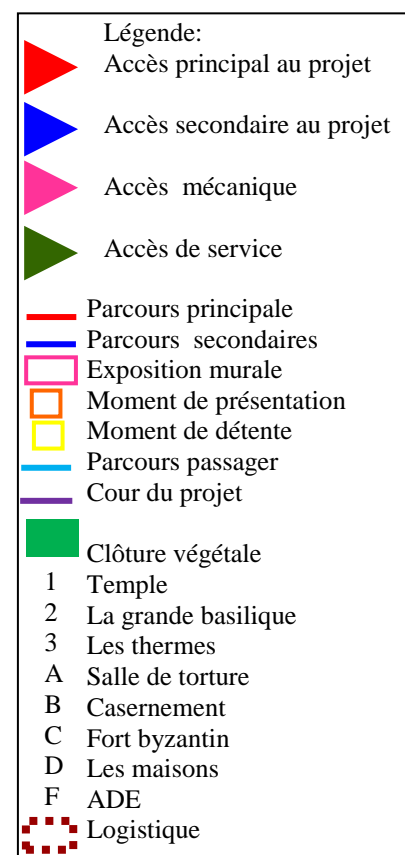 Légende:
Accès principal au projet
Accès secondaire au projet
Accès mécanique
Accès de service
Parcours principale
Parcours secondaires
Exposition murale
Moment de présentation
Moment de détente
Parcours passager
Cour du projet
Clôture végétale
1 Temple
2 La grande basilique
3 Les thermes
A Salle de torture
B Casernement
C Fort byzantin
D Les maisons
F ADE
Logistique